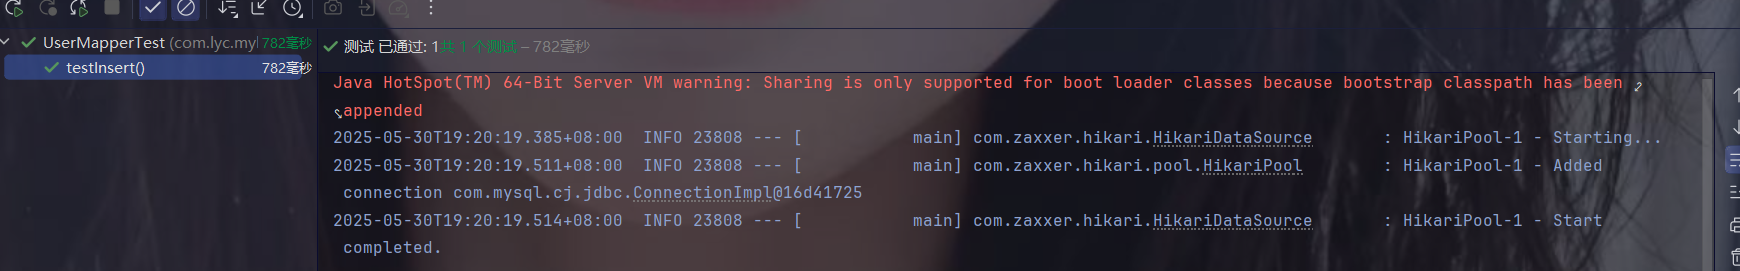 UserMapperTest (com.lyc.my 782毫秒
testInsert() 782毫秒
测试 已通过: 1共 1 个测试 – 782毫秒
Java HotSpot(TM) 64-Bit Server VM warning: Sharing is only supported for boot loader classes because bootstrap classpath has been
appended
2025-05-30T19:20:19.385+08:00  INFO 23808 --- [           main] com.zaxxer.hikari.HikariDataSource       : HikariPool-1 - Starting...
2025-05-30T19:20:19.511+08:00  INFO 23808 --- [           main] com.zaxxer.hikari.pool.HikariPool        : HikariPool-1 - Added
connection com.mysql.cj.jdbc.ConnectionImpl@16d41725
2025-05-30T19:20:19.514+08:00  INFO 23808 --- [           main] com.zaxxer.hikari.HikariDataSource       : HikariPool-1 - Start
completed.